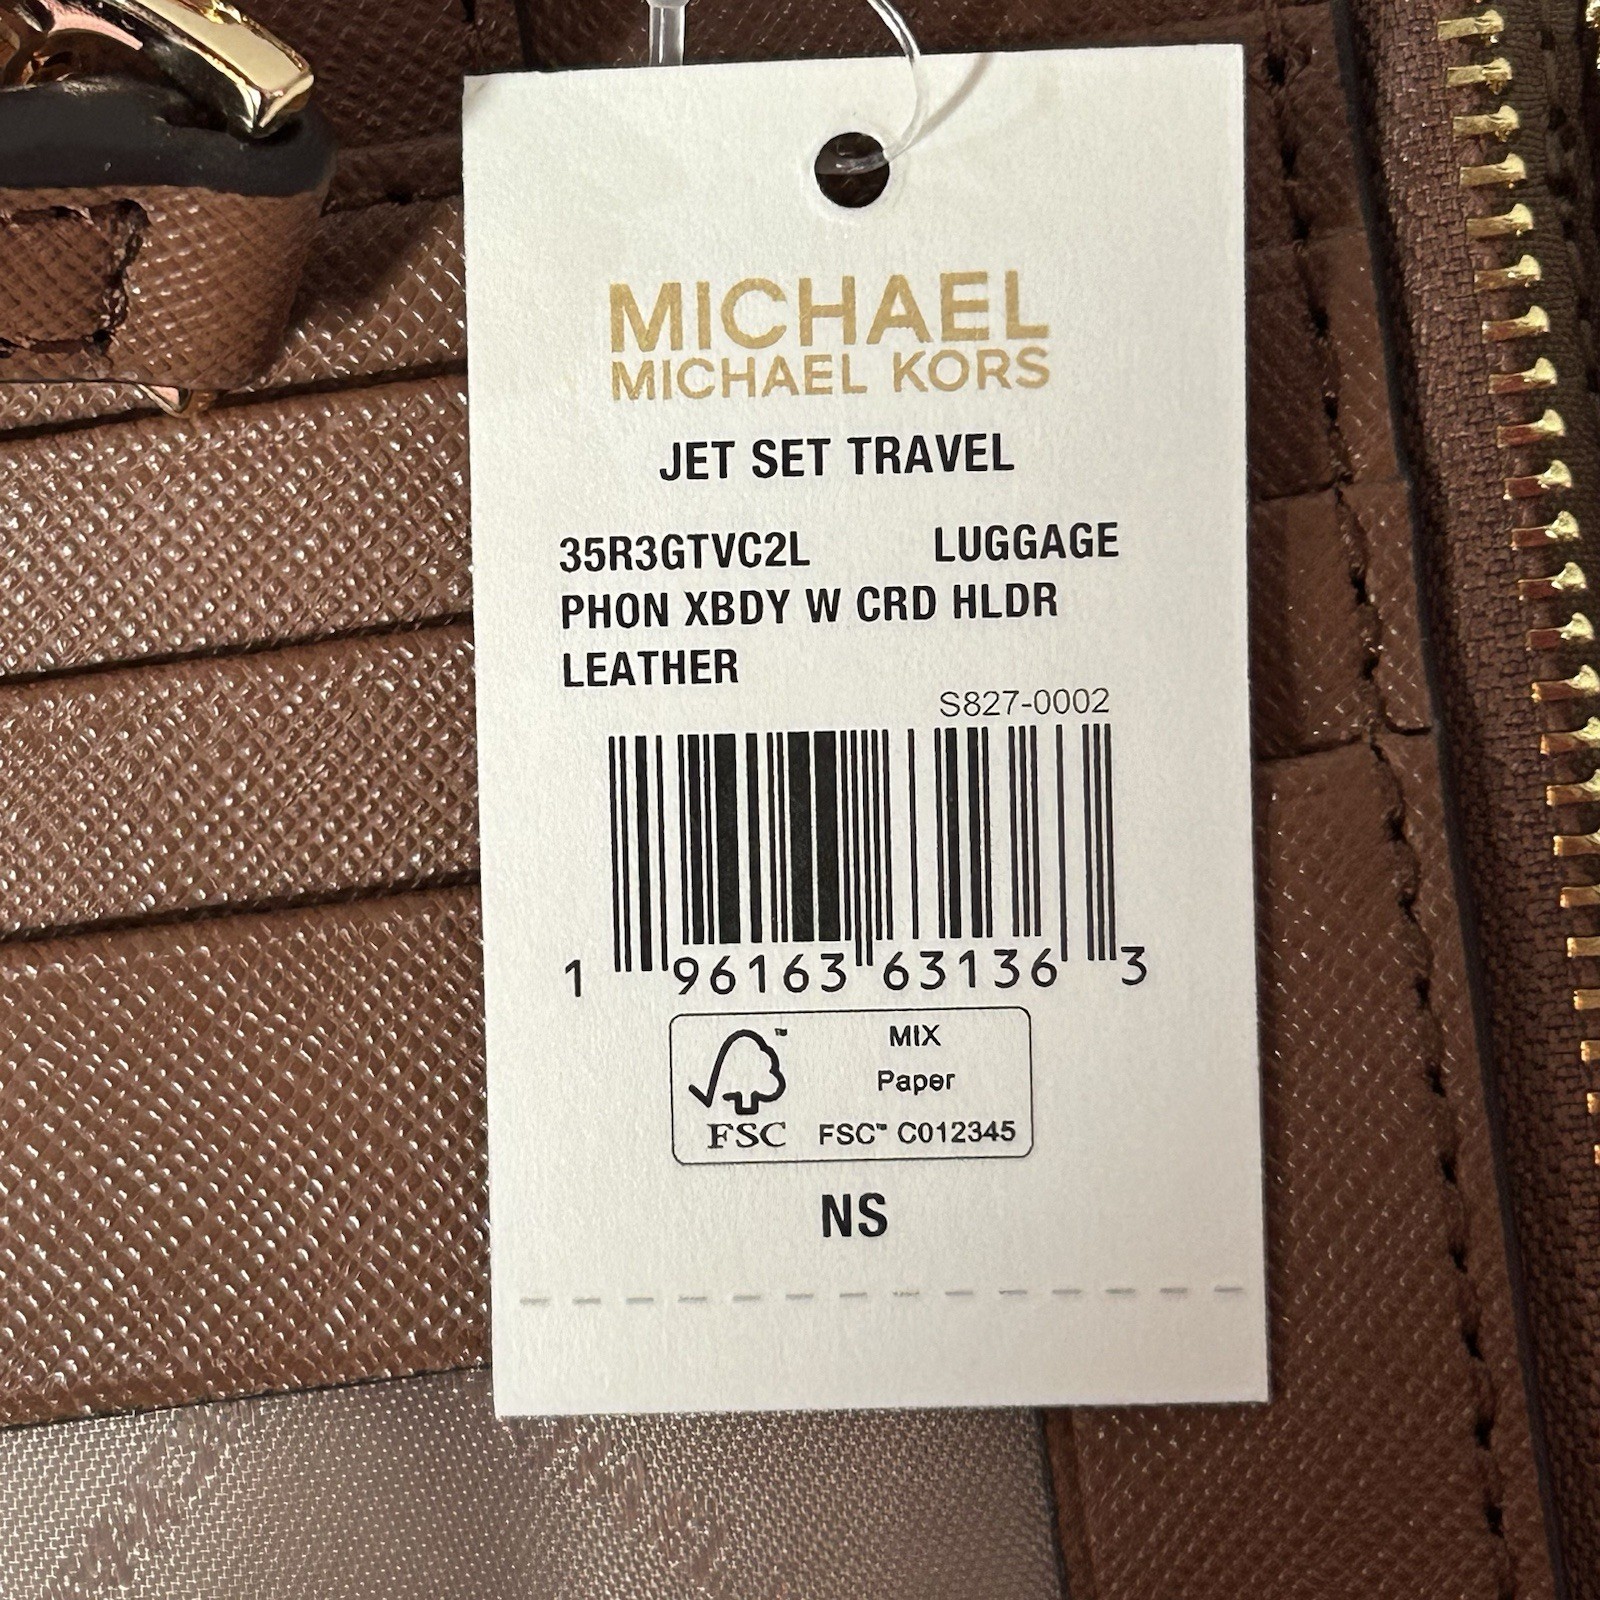 MICHAEL
MICHAEL KORS
JET SET TRAVEL
35R3GTVC2L LUGGAGE
PHON XBDY W CRD HLDR
LEATHER
S827-0002
1 96163 63136 3
MIX
Paper
FSC™ C012345
FSC
NS